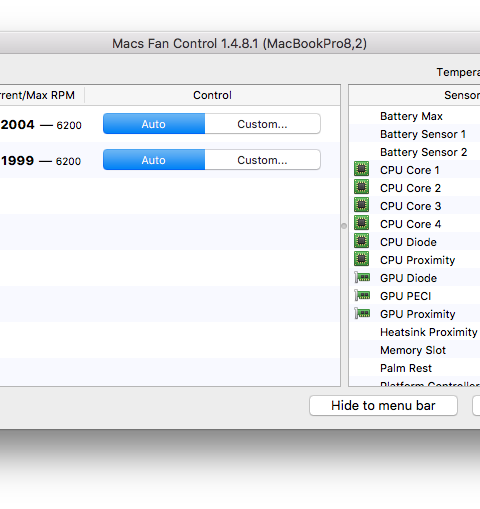 Macs Fan Control 1.4.8.1 (MacBookPro8,2)
Tempera
rrent/Max RPM
Control
Sensor
2004 — 6200
Auto
Custom...
1999 — 6200
Auto
Custom...
Battery Max
Battery Sensor 1
Battery Sensor 2
CPU Core 1
CPU Core 2
CPU Core 3
CPU Core 4
CPU Diode
CPU Proximity
GPU Diode
GPU PECI
GPU Proximity
Heatsink Proximity
Memory Slot
Palm Rest
Platform Controller
Hide to menu bar